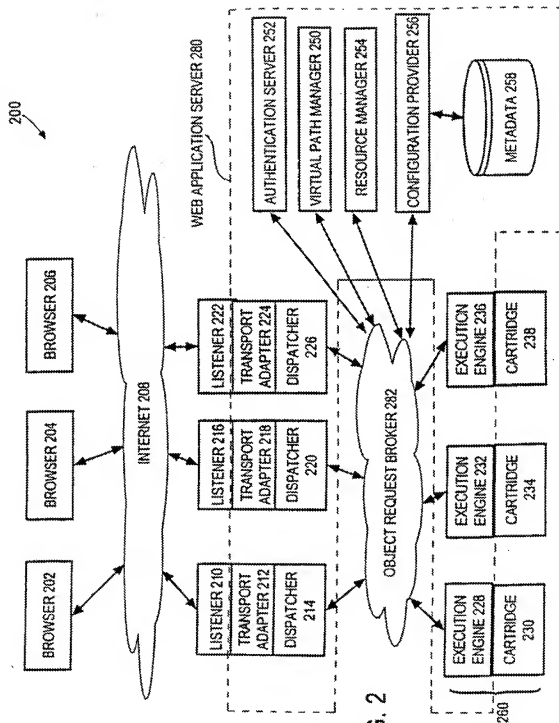 200
BROWSER 202
BROWSER 204
BROWSER 206
INTERNET 208
WEB APPLICATION SERVER 280
LISTENER 210
TRANSPORT
ADAPTER 212
DISPATCHER
214
LISTENER 216
TRANSPORT
ADAPTER 218
DISPATCHER
220
LISTENER 222
TRANSPORT
ADAPTER 224
DISPATCHER
226
AUTHENTICATION SERVER 252
VIRTUAL PATH MANAGER 250
RESOURCE MANAGER 254
CONFIGURATION PROVIDER 256
METADATA 258
OBJECT REQUEST BROKER 282
EXECUTION
ENGINE 228
CARTRIDGE
230
EXECUTION
ENGINE 232
CARTRIDGE
234
EXECUTION
ENGINE 236
CARTRIDGE
238
260
G. 2